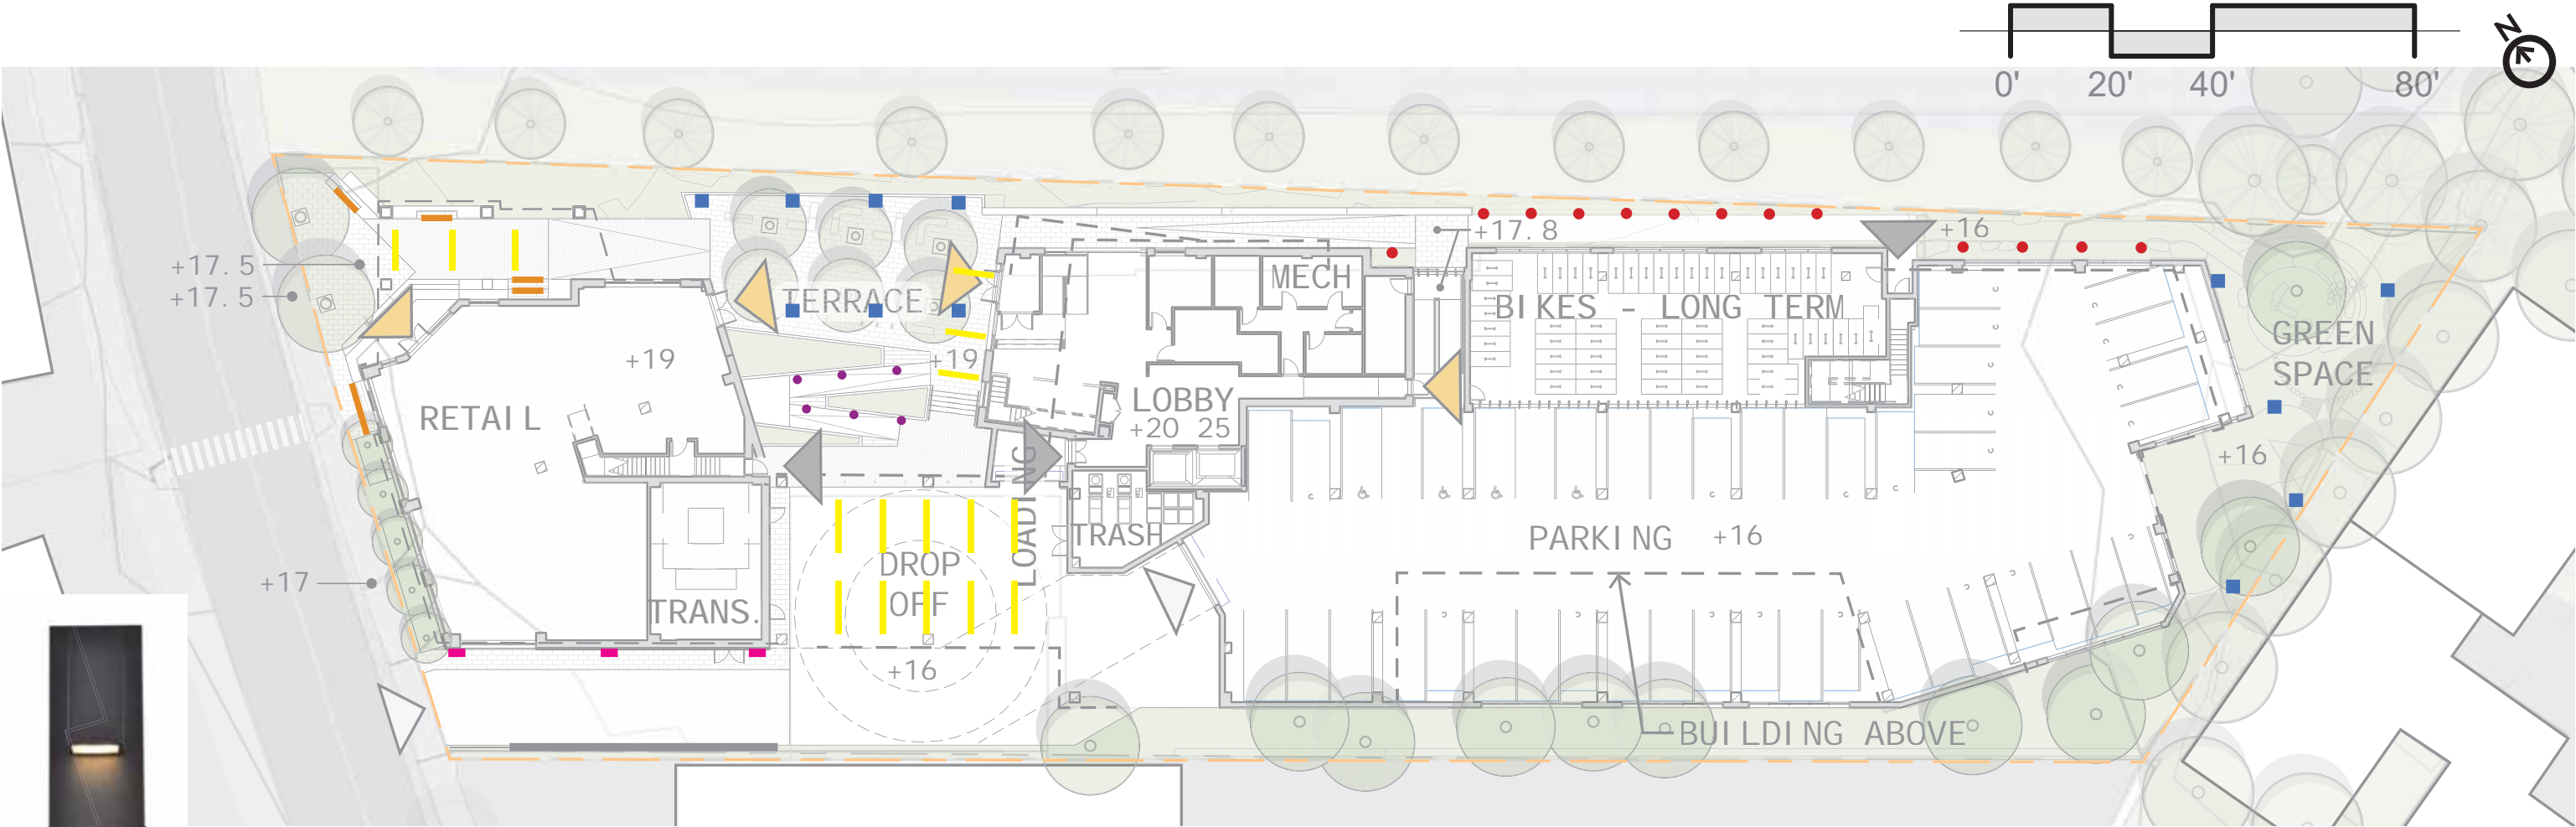 N
0' 20' 40' 80'
+17.5
+17.5
+17
RETAIL
+19
TRANS.
TERRACE
+19
DROP
OFF
+16
LOADING
TRASH
LOBBY
+20 25
MECH
+17.8
BIKES - LONG TERM
+16
PARKING +16
BUILDING ABOVE
GREEN
SPACE
+16